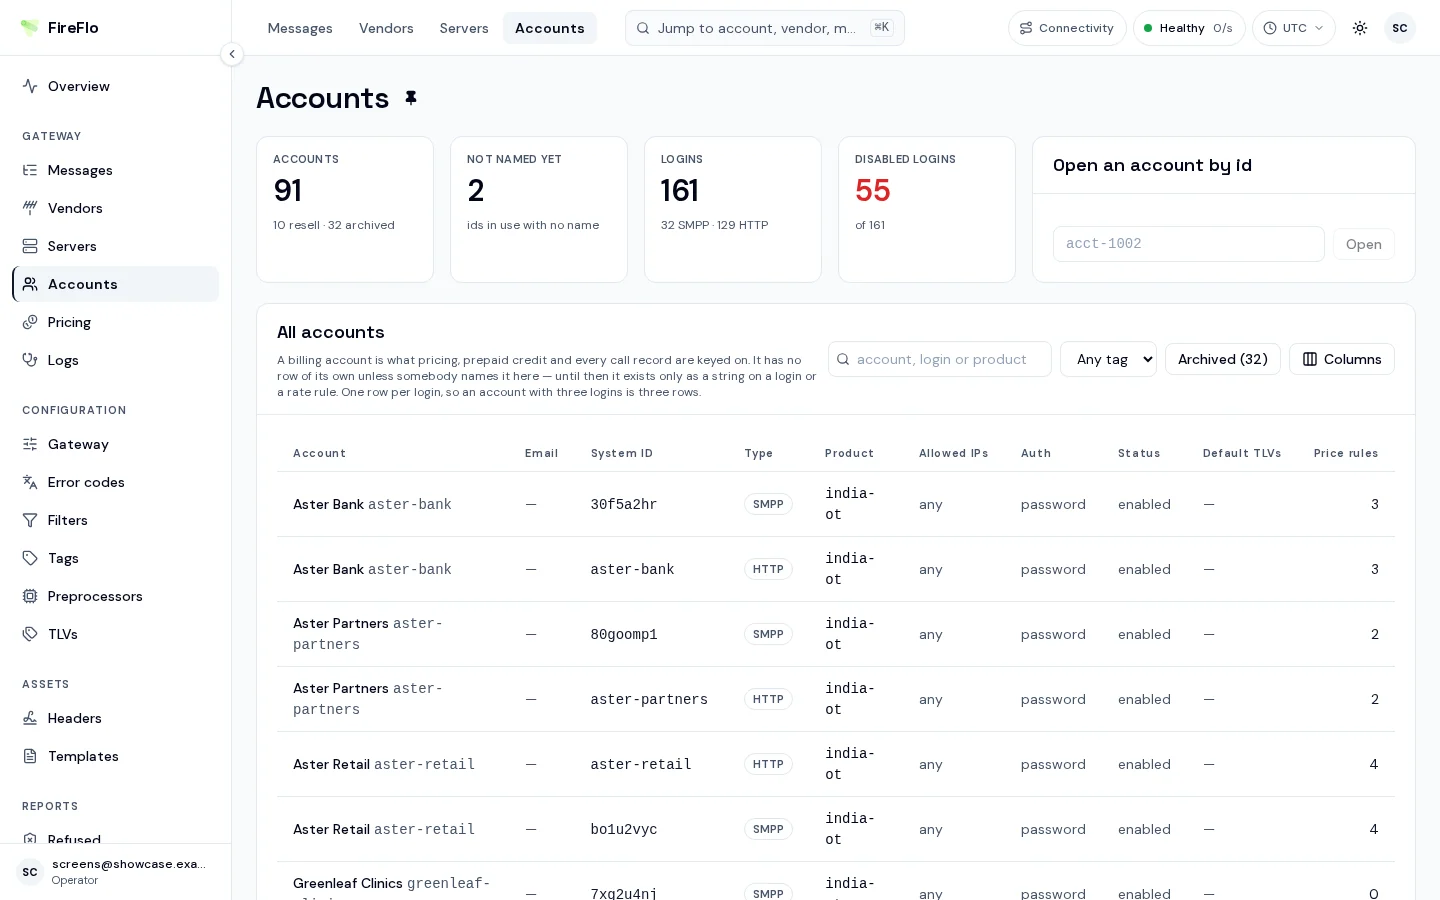 FireFlo
Messages
Vendors
Servers
Accounts
Jump to account, vendor, m...
⌘K
Connectivity
Healthy 0/s
UTC
SC
Overview
GATEWAY
Messages
Vendors
Servers
Accounts
Pricing
Logs
CONFIGURATION
Gateway
Error codes
Filters
Tags
Preprocessors
TLVs
ASSETS
Headers
Templates
REPORTS
Refused
SC
screens@showcase.exa...
Operator
Accounts
ACCOUNTS
91
10 resell · 32 archived
NOT NAMED YET
2
ids in use with no name
LOGINS
161
32 SMPP · 129 HTTP
DISABLED LOGINS
55
of 161
Open an account by id
acct-1002
Open
All accounts
A billing account is what pricing, prepaid credit and every call record are keyed on. It has no
row of its own unless somebody names it here — until then it exists only as a string on a login or
a rate rule. One row per login, so an account with three logins is three rows.
account, login or product
Any tag
Archived (32)
Columns
Account Email System ID Type Product Allowed IPs Auth Status Default TLVs Price rules
Aster Bank aster-bank — 30f5a2hr SMPP india-ot any password enabled — 3
Aster Bank aster-bank — aster-bank HTTP india-ot any password enabled — 3
Aster Partners aster-partners — 80goomp1 SMPP india-ot any password enabled — 2
Aster Partners aster-partners — aster-partners HTTP india-ot any password enabled — 2
Aster Retail aster-retail — aster-retail HTTP india-ot any password enabled — 4
Aster Retail aster-retail — bo1u2vyc SMPP india-ot any password enabled — 4
Greenleaf Clinics greenleaf- — 7xg2u4nj SMPP india- any password enabled — 0